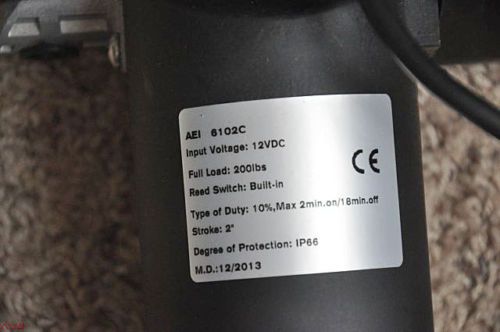 AEI 6102C
Input Voltage: 12VDC
Full Load: 200lbs
Reed Switch: Built-in
CE
Type of Duty: 10%,Max 2min.on/18min.off
Stroke: 2"
Degree of Protection: IP66
M.D.:12/2013